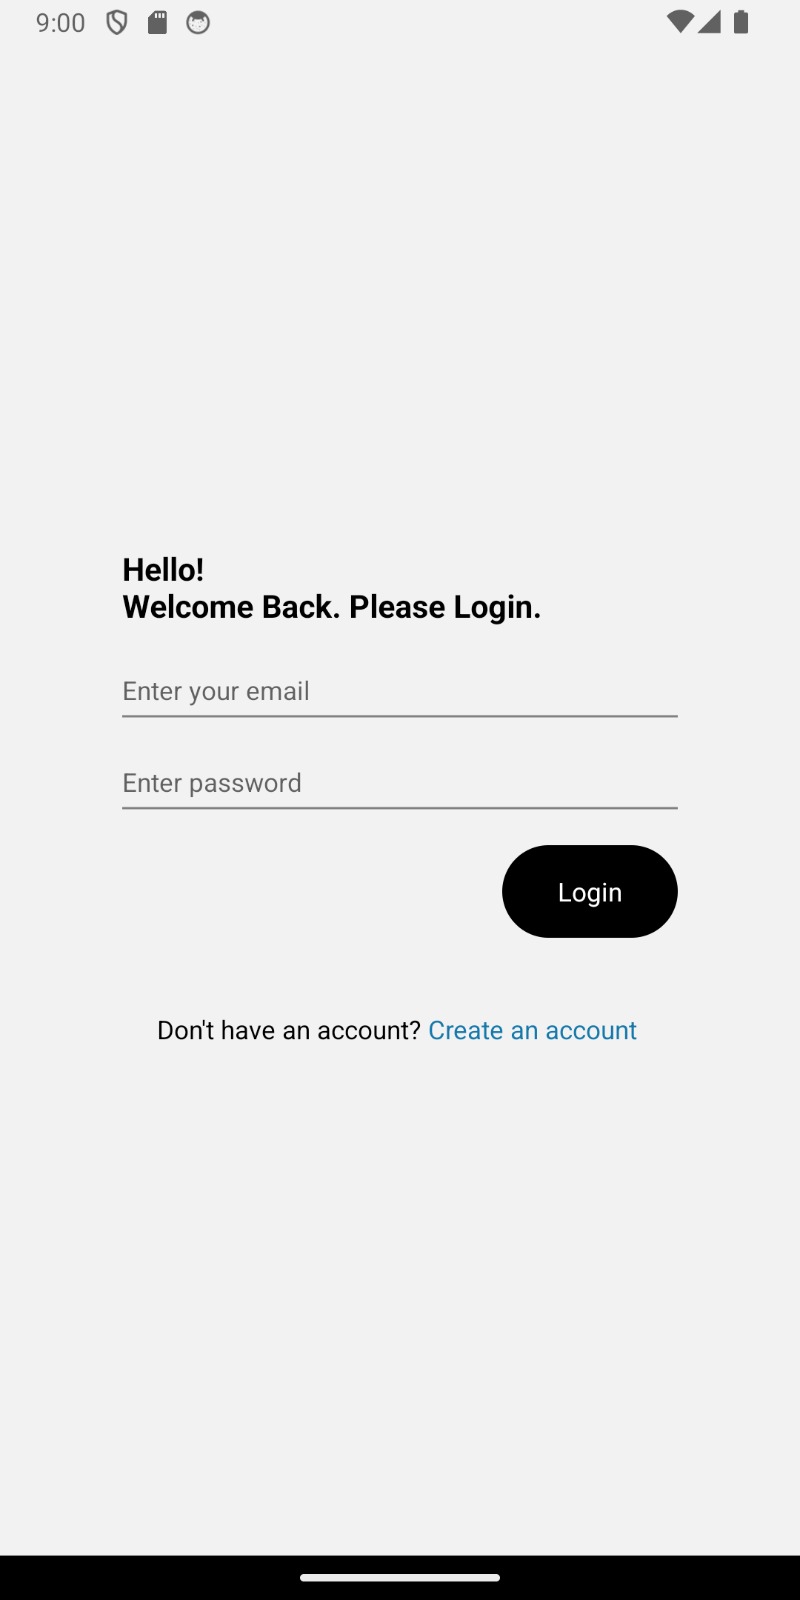 9:00
Hello!
Welcome Back. Please Login.
Enter your email
Enter password
Login
Don't have an account? Create an account